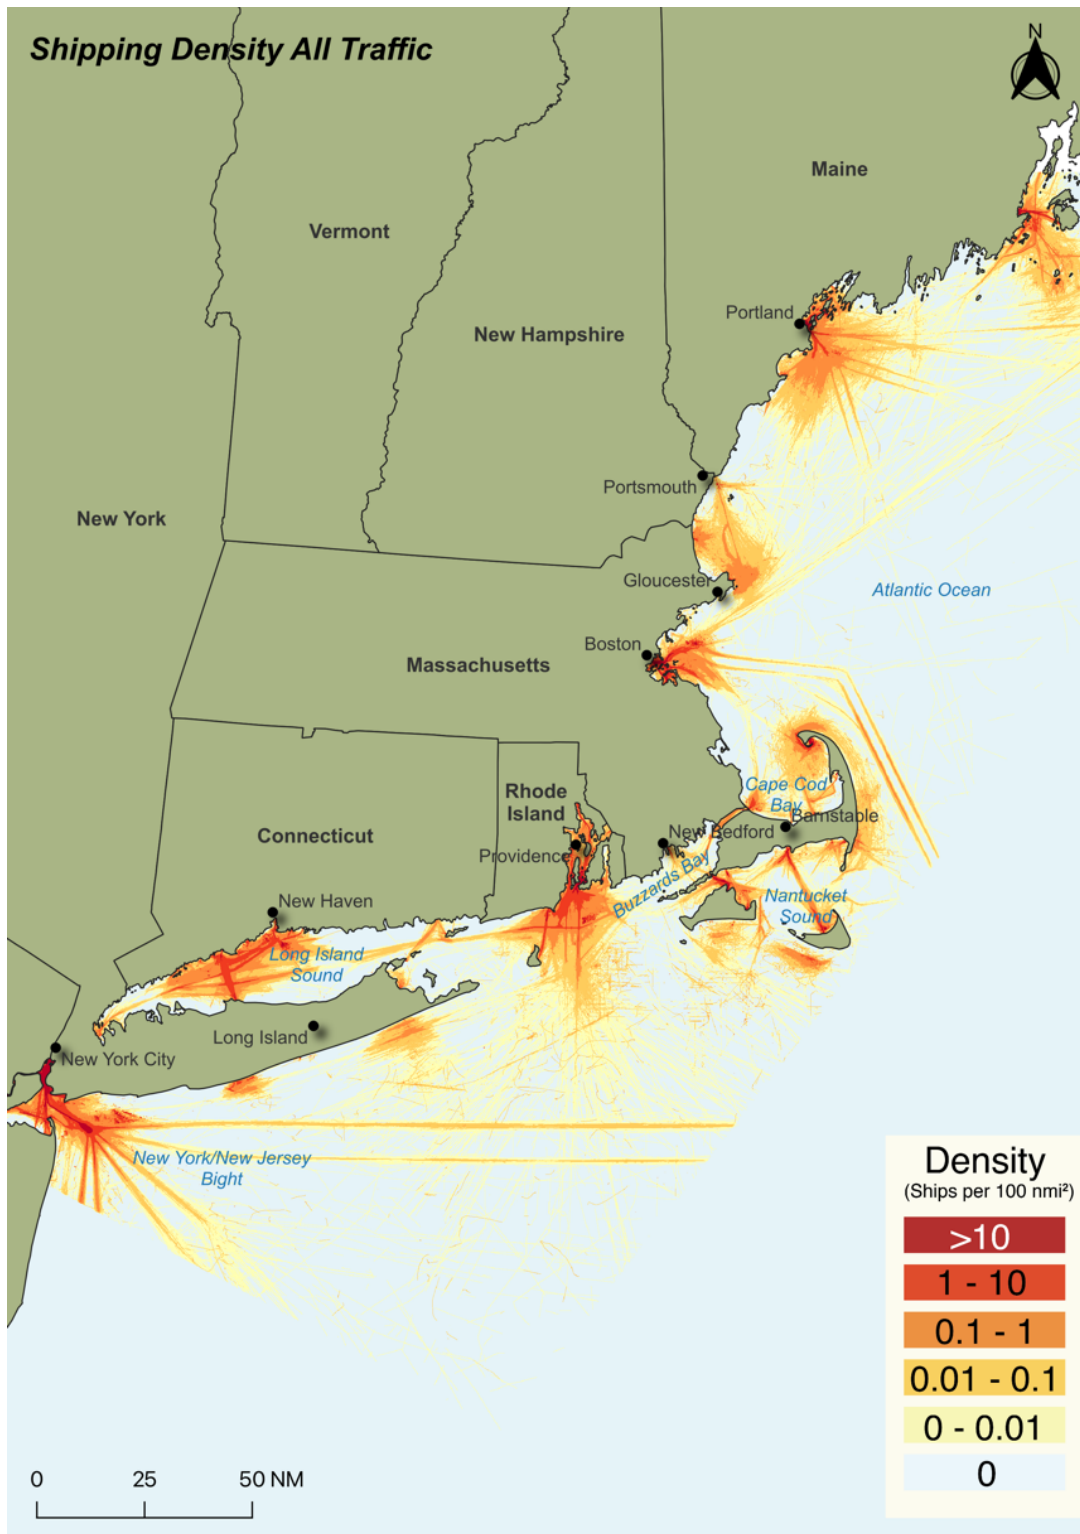 Shipping Density All Traffic
N
Maine
Vermont
Portland
New Hampshire
Portsmouth
New York
Gloucester
Atlantic Ocean
Boston
Massachusetts
Cape Cod
Bay
Rhode
Island
Barnstable
Connecticut
New Bedford
Providence
Buzzards Bay
New Haven
Nantucket
Sound
Long Island
Sound
Long Island
New York City
New York/New Jersey
Bight
Density
(Ships per 100 nmi²)
>10
1 - 10
0.1 - 1
0.01 - 0.1
0 - 0.01
0
0 25 50 NM